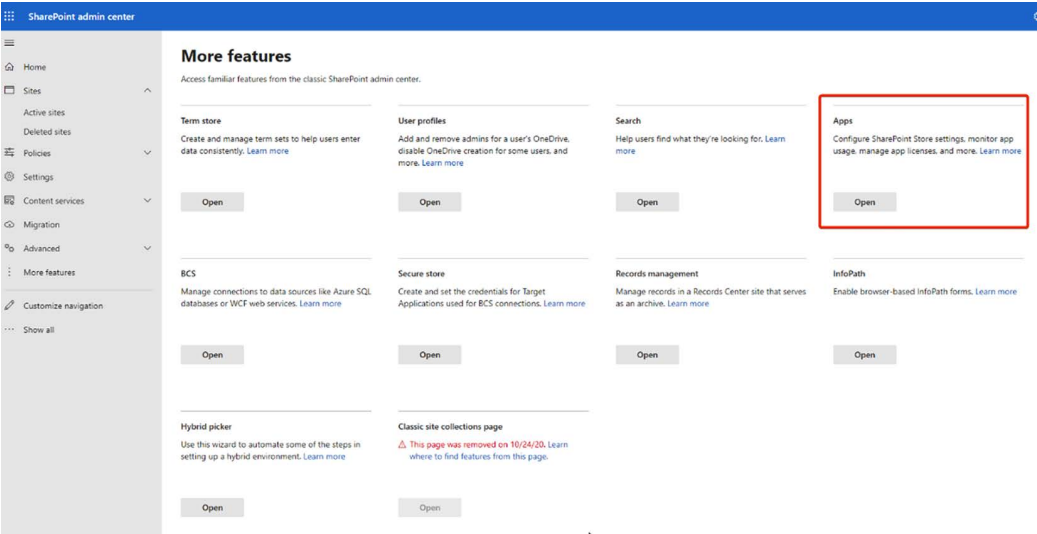 SharePoint admin center
Home
Sites
Active sites
Deleted sites
Policies
Settings
Content services
Migration
Advanced
More features
Customize navigation
Show all
More features
Access familiar features from the classic SharePoint admin center.
Term store
Create and manage term sets to help users enter
data consistently. Learn more
Open
User profiles
Add and remove admins for a user's OneDrive,
disable OneDrive creation for some users, and
more. Learn more
Open
Search
Help users find what they're looking for. Learn
more
Open
Apps
Configure SharePoint Store settings, monitor app
usage, manage app licenses, and more. Learn more
Open
BCS
Manage connections to data sources like Azure SQL
databases or WCF web services. Learn more
Open
Secure store
Create and set the credentials for Target
Applications used for BCS connections. Learn more
Open
Records management
Manage records in a Records Center site that serves
as an archive. Learn more
Open
InfoPath
Enable browser-based InfoPath forms. Learn more
Open
Hybrid picker
Use this wizard to automate some of the steps in
setting up a hybrid environment. Learn more
Open
Classic site collections page
This page was removed on 10/24/20. Learn
where to find features from this page.
Open